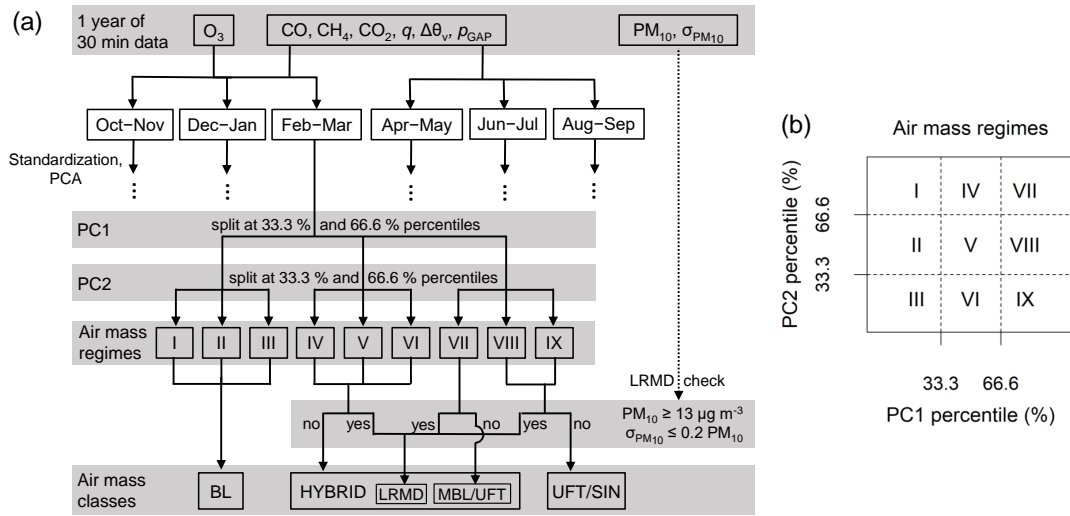 (a)
1 year of
30 min data
O₃
CO, CH₄, CO₂, q, Δθᵥ, p_GAP
PM₁₀, σ_PM₁₀
Oct−Nov
Dec−Jan
Feb−Mar
Apr−May
Jun−Jul
Aug−Sep
Standardization,
PCA
PC1
split at 33.3 % and 66.6 % percentiles
PC2
split at 33.3 % and 66.6 % percentiles
Air mass
regimes
I II III IV V VI VII VIII IX
LRMD check
PM₁₀ ≥ 13 µg m⁻³
σ_PM₁₀ ≤ 0.2 PM₁₀
no yes yes no yes no
Air mass
classes
BL
HYBRID
LRMD
MBL/UFT
UFT/SIN
(b)
Air mass regimes
PC2 percentile (%)
66.6
33.3
I IV VII
II V VIII
III VI IX
33.3 66.6
PC1 percentile (%)